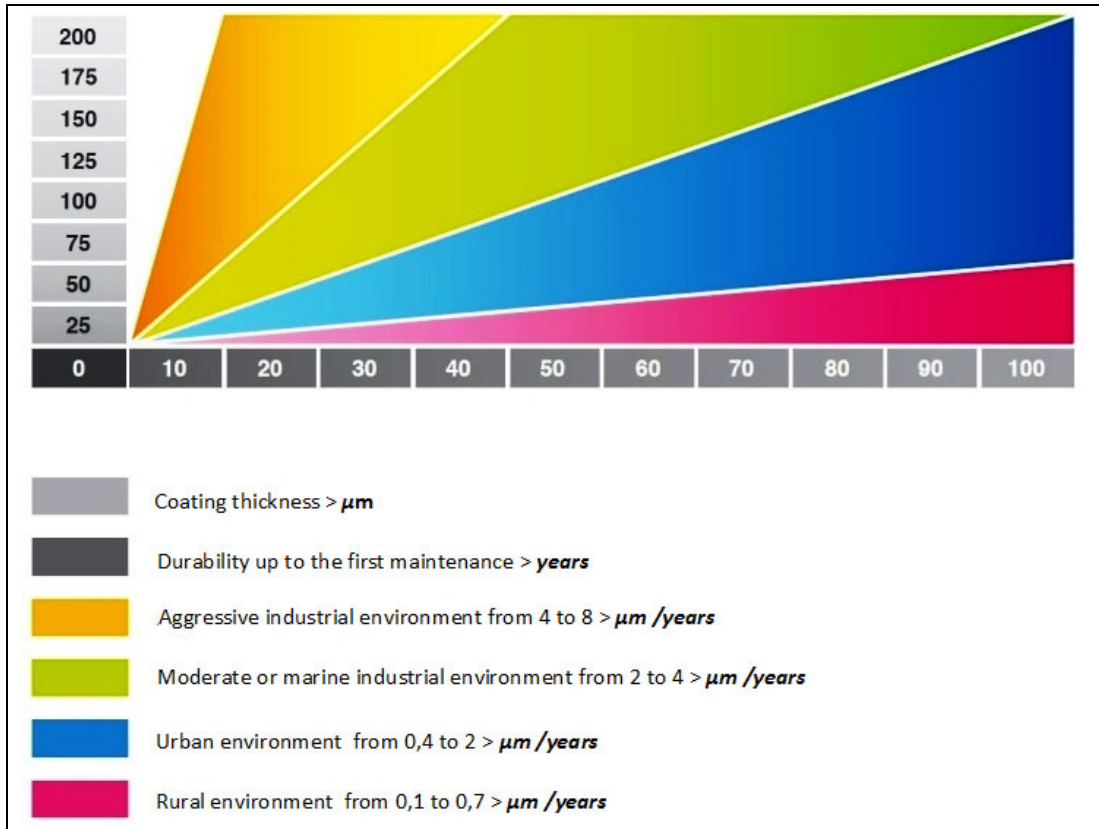 200
175
150
125
100
75
50
25
0 10 20 30 40 50 60 70 80 90 100
Coating thickness > µm
Durability up to the first maintenance > years
Aggressive industrial environment from 4 to 8 > µm /years
Moderate or marine industrial environment from 2 to 4 > µm /years
Urban environment from 0,4 to 2 > µm /years
Rural environment from 0,1 to 0,7 > µm /years